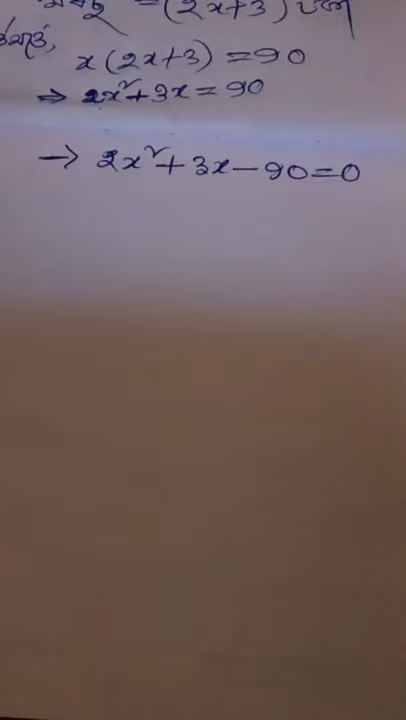 = (2x+3)
x(2x+3) = 90
⇒ 2x²+3x = 90
→ 2x²+3x-90=0